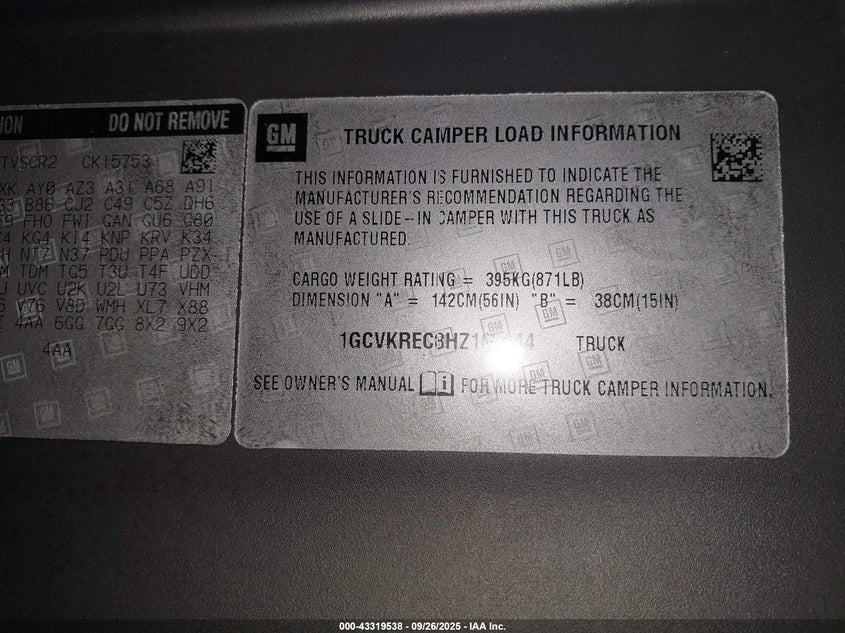 ION DO NOT REMOVE
TVSCR2 CK15753
XK AY0 AZ3 A31 A68 A91
B86 CJ2 C49 C5Z DH6
FHO FWI GAN GU6 G80
KG4 KI4 KNP KRV K34
NTZ N37 PDU PPA PZX
M TDM TG5 T3U T4F UDD
U UVC U2K U2L U73 VHM
V76 V8D WMH XL7 X88
4AA 6GG 7GG 8X2 9X2
4AA
GM
TRUCK CAMPER LOAD INFORMATION
THIS INFORMATION IS FURNISHED TO INDICATE THE
MANUFACTURER'S RECOMMENDATION REGARDING THE
USE OF A SLIDE-IN CAMPER WITH THIS TRUCK AS
MANUFACTURED.
CARGO WEIGHT RATING = 395KG(871LB)
DIMENSION "A" = 142CM(56IN) "B" = 38CM(15IN)
TRUCK
SEE OWNER'S MANUAL FOR MORE TRUCK CAMPER INFORMATION.
000-43319538 - 09/26/2025 - IAA Inc.